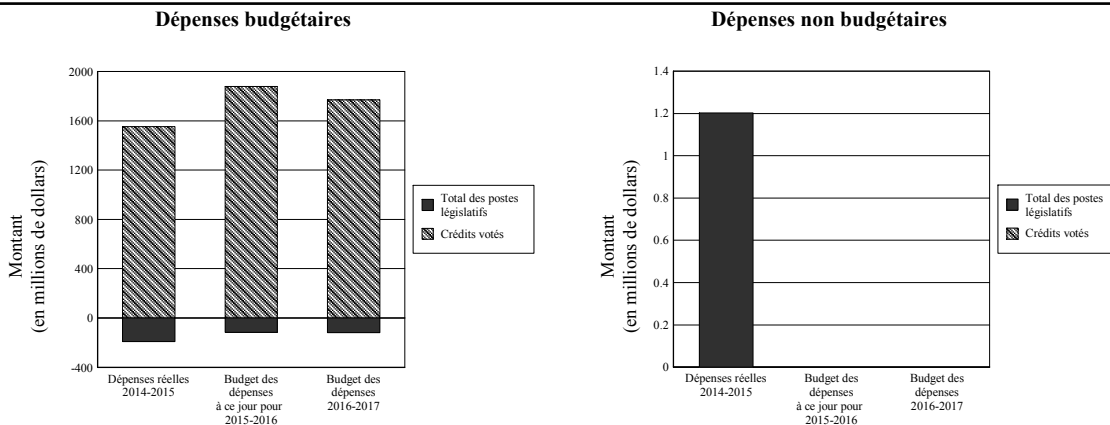 Dépenses budgétaires
2000
1600
1200
800
400
0
-400
Montant
(en millions de dollars)
Dépenses réelles
2014-2015
Budget des
dépenses
à ce jour pour
2015-2016
Budget des
dépenses
2016-2017
Total des postes
législatifs
Crédits votés
Dépenses non budgétaires
1.4
1.2
1
0.8
0.6
0.4
0.2
0
Montant
(en millions de dollars)
Dépenses réelles
2014-2015
Budget des
dépenses
à ce jour pour
2015-2016
Budget des
dépenses
2016-2017
Total des postes
législatifs
Crédits votés